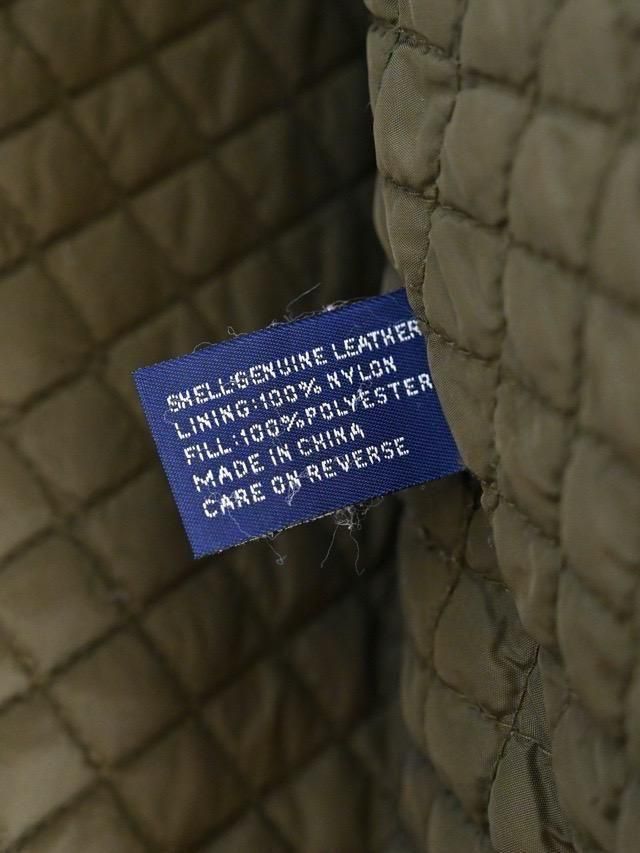 SHELL:GENUINE LEATHER
LINING:100% NYLON
FILL:100%POLYESTER
MADE IN CHINA
CARE ON REVERSE